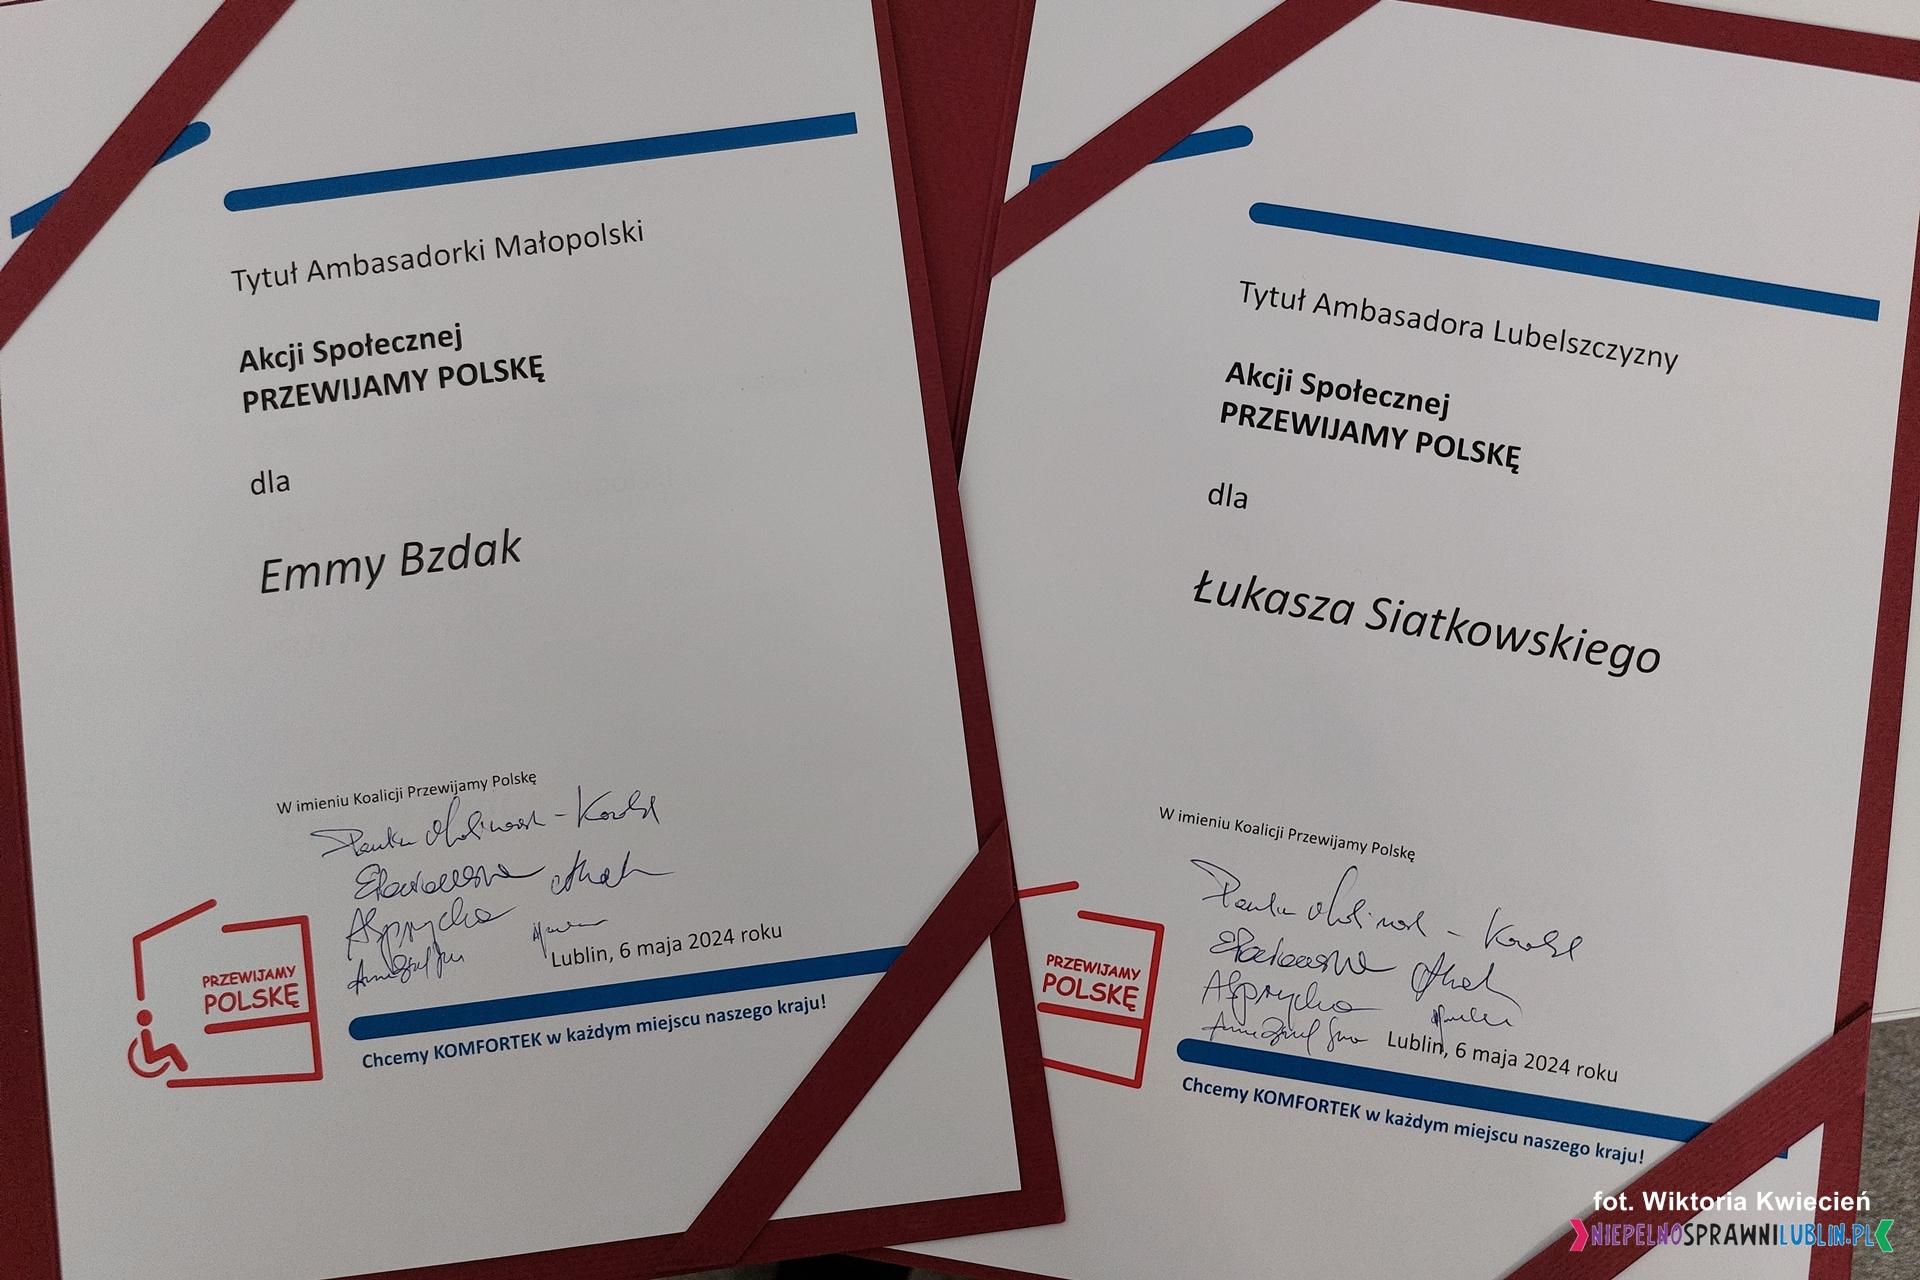 Tytuł Ambasadorki Małopolski
Akcji Społecznej
PRZEWIJAMY POLSKĘ
dla
Emmy Bzdak
W imieniu Koalicji Przewijamy Polskę
Lublin, 6 maja 2024 roku
PRZEWIJAMY
POLSKĘ
Chcemy KOMFORTEK w każdym miejscu naszego kraju!
Tytuł Ambasadora Lubelszczyzny
Akcji Społecznej
PRZEWIJAMY POLSKĘ
dla
Łukasza Siatkowskiego
W imieniu Koalicji Przewijamy Polskę
PRZEWIJAMY
POLSKĘ
Lublin, 6 maja 2024 roku
Chcemy KOMFORTEK w każdym miejscu naszego kraju!
fot. Wiktoria Kwiecień
NIEPELNOSPRAWNILUBLIN.PL